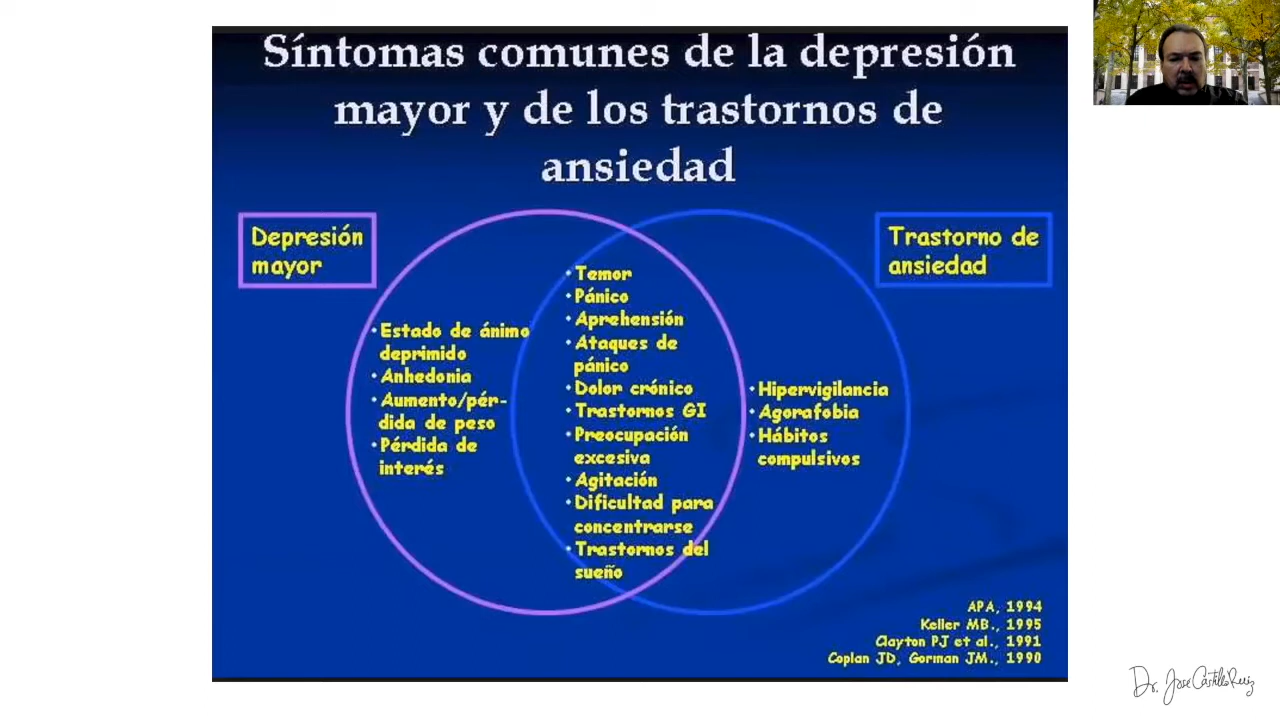 Síntomas comunes de la depresión
mayor y de los trastornos de
ansiedad
Depresión
mayor
Trastorno de
ansiedad
•Estado de ánimo
deprimido
•Anhedonia
•Aumento/pér-
dida de peso
•Pérdida de
interés
•Temor
•Pánico
•Aprehensión
•Ataques de
pánico
•Dolor crónico
•Trastornos GI
•Preocupación
excesiva
•Agitación
•Dificultad para
concentrarse
•Trastornos del
sueño
•Hipervigilancia
•Agorafobia
•Hábitos
compulsivos
APA, 1994
Keller MB., 1995
Clayton PJ et al., 1991
Coplan JD, Gorman JM., 1990
Dr. Jose Castillo Ruiz